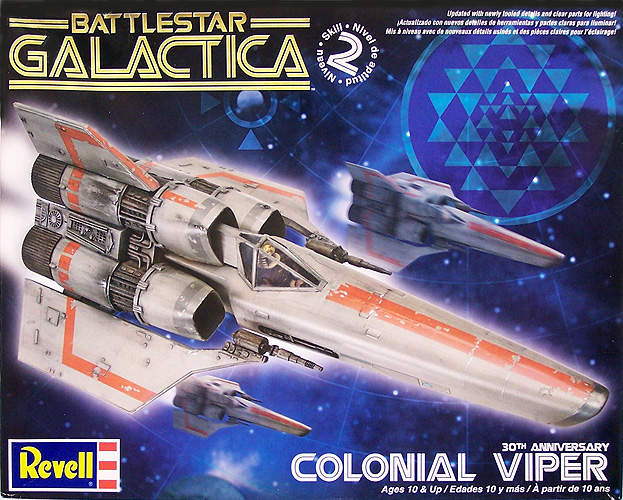 BATTLESTAR
GALACTICA
Skill • Nivel de aptitud • Niveau •
2
Updated with newly tooled details and clear parts for lighting!
¡Actualizado con nuevos detalles de herramientas y partes claras para iluminar!
Mis à niveau avec de nouveaux détails usinés et des pièces claires pour l'éclairage!
Revell
30TH ANNIVERSARY
COLONIAL VIPER
Ages 10 & Up / Edades 10 y más / À partir de 10 ans